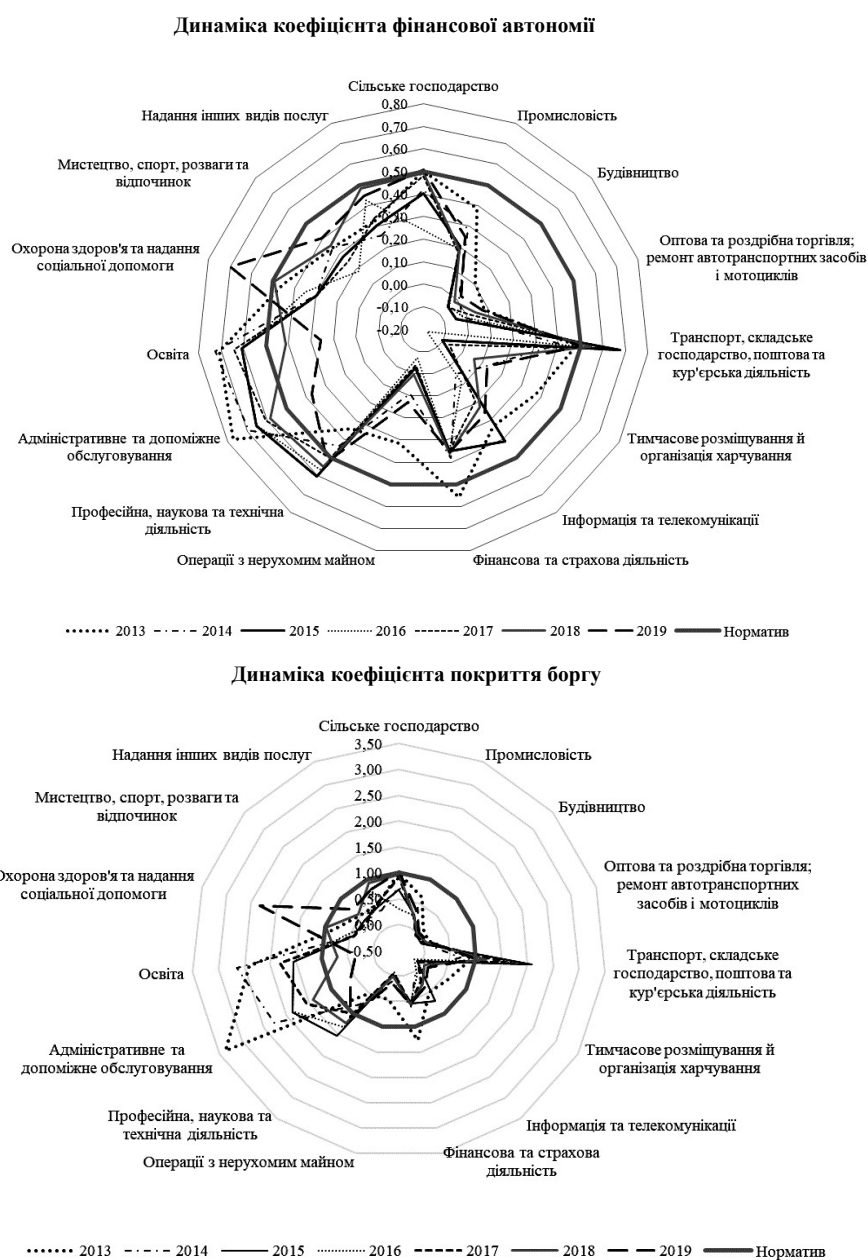 Динаміка коефіцієнта фінансової автономії
Сільське господарство
Надання інших видів послуг
Промисловість
Мистецтво, спорт, розваги та
відпочинок
Будівництво
Охорона здоров'я та надання
соціальної допомоги
Оптова та роздрібна торгівля;
ремонт автотранспортних засобів
і мотоциклів
Освіта
Транспорт, складське
господарство, поштова та
кур'єрська діяльність
Адміністративне та допоміжне
обслуговування
Тимчасове розміщування й
організація харчування
Професійна, наукова та технічна
діяльність
Інформація та телекомунікації
Операції з нерухомим майном
Фінансова та страхова діяльність
0,80
0,70
0,60
0,50
0,40
0,30
0,20
0,10
0,00
-0,10
-0,20
2013 2014 2015 2016 2017 2018 2019 Норматив
Динаміка коефіцієнта покриття боргу
Сільське господарство
Надання інших видів послуг
Промисловість
Мистецтво, спорт, розваги та
відпочинок
Будівництво
Охорона здоров'я та надання
соціальної допомоги
Оптова та роздрібна торгівля;
ремонт автотранспортних
засобів і мотоциклів
Освіта
Транспорт, складське
господарство, поштова та
кур'єрська діяльність
Адміністративне та
допоміжне обслуговування
Тимчасове розміщування й
організація харчування
Професійна, наукова та
технічна діяльність
Інформація та телекомунікації
Операції з нерухомим майном
Фінансова та страхова
діяльність
3,50
3,00
2,50
2,00
1,50
1,00
0,50
0,00
-0,50
2013 2014 2015 2016 2017 2018 2019 Норматив